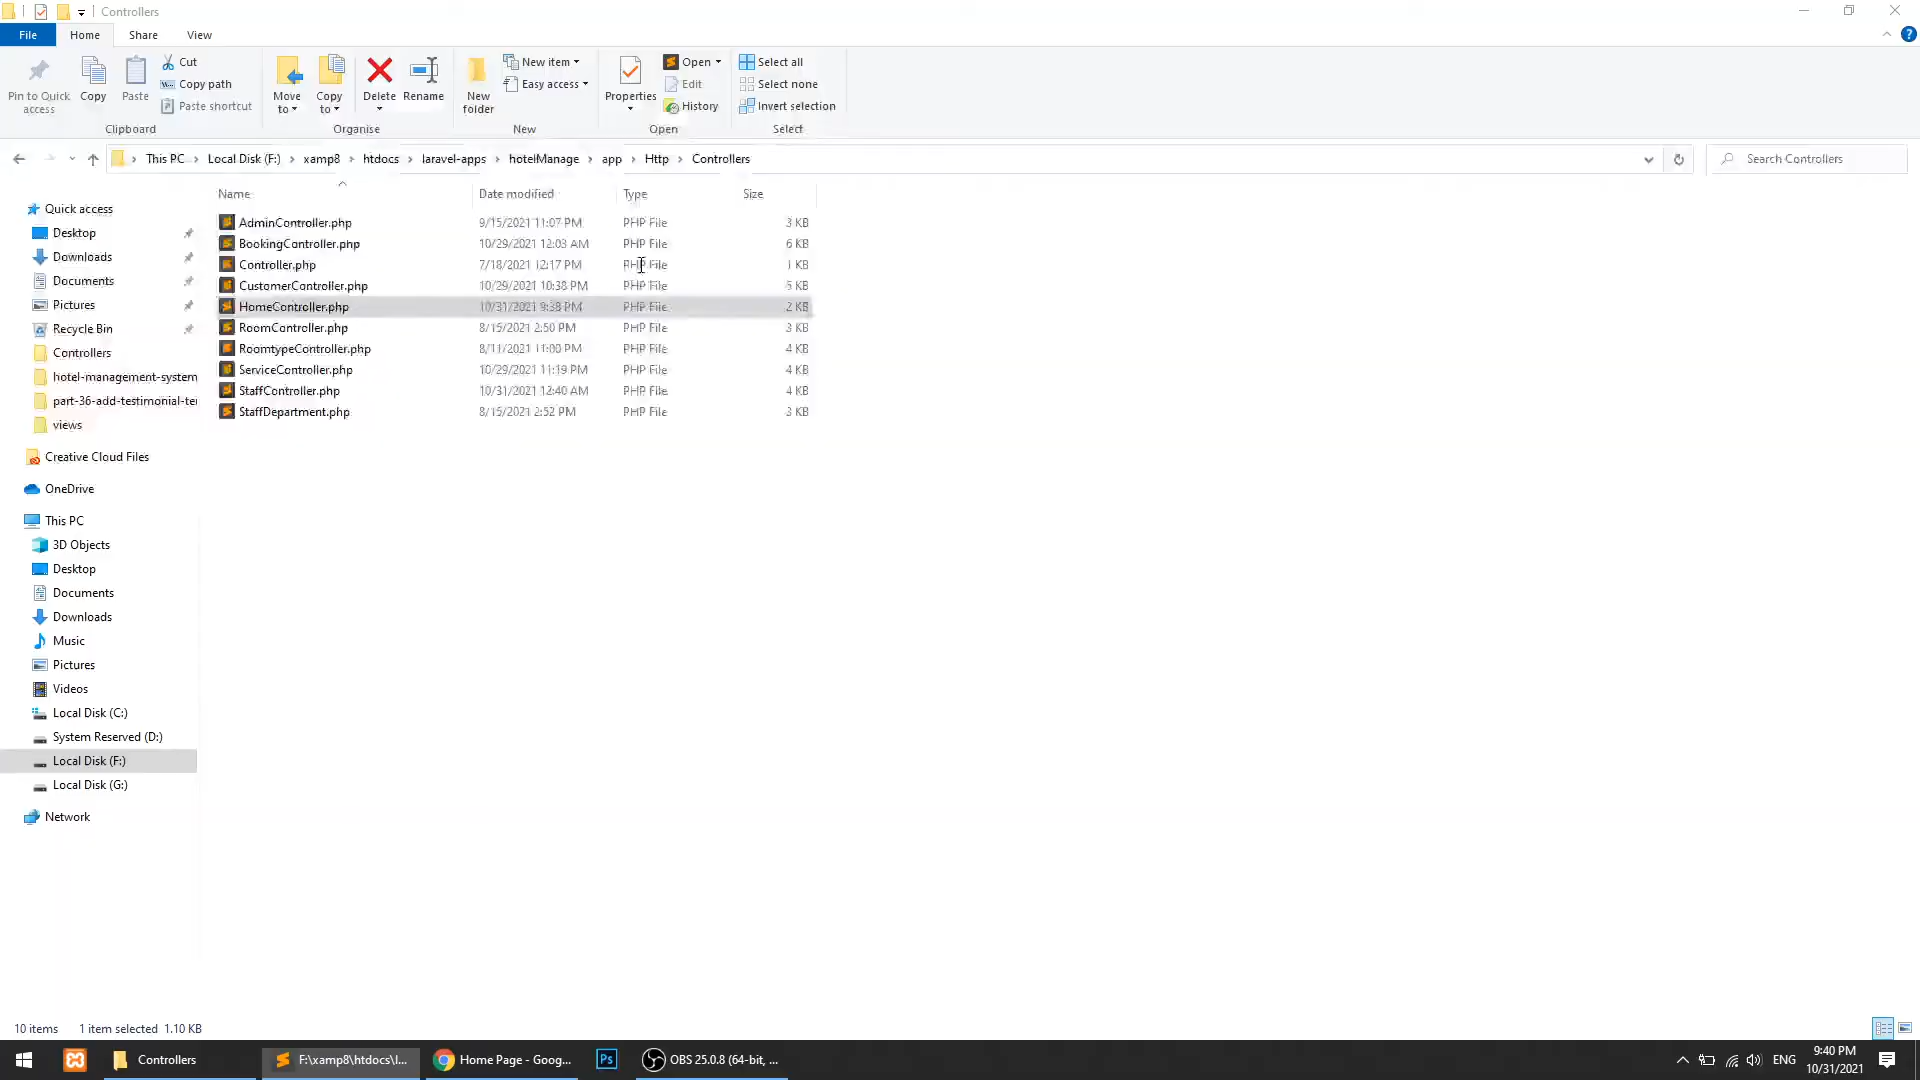 Controllers
File Home Share View
Pin to Quick access
Copy
Paste
Cut
Copy path
Paste shortcut
Clipboard
Move to
Copy to
Delete
Rename
Organise
New folder
New item
Easy access
New
Properties
Open
Edit
History
Open
Select all
Select none
Invert selection
Select
This PC › Local Disk (F:) › xamp8 › htdocs › laravel-apps › hotelManage › app › Http › Controllers
Search Controllers
Name Date modified Type Size
AdminController.php 9/15/2021 11:07 PM PHP File 3 KB
BookingController.php 10/29/2021 12:03 AM PHP File 6 KB
Controller.php 7/18/2021 12:17 PM PHP File 1 KB
CustomerController.php 10/29/2021 10:38 PM PHP File 5 KB
HomeController.php 10/31/2021 9:38 PM PHP File 2 KB
RoomController.php 8/15/2021 2:50 PM PHP File 3 KB
RoomtypeController.php 8/11/2021 11:00 PM PHP File 4 KB
ServiceController.php 10/29/2021 11:19 PM PHP File 4 KB
StaffController.php 10/31/2021 12:40 AM PHP File 4 KB
StaffDepartment.php 8/15/2021 2:52 PM PHP File 3 KB
Quick access
Desktop
Downloads
Documents
Pictures
Recycle Bin
Controllers
hotel-management-system
part-36-add-testimonial-te
views
Creative Cloud Files
OneDrive
This PC
3D Objects
Desktop
Documents
Downloads
Music
Pictures
Videos
Local Disk (C:)
System Reserved (D:)
Local Disk (F:)
Local Disk (G:)
Network
10 items 1 item selected 1.10 KB
Controllers
F:\xamp8\htdocs\l...
Home Page - Goog...
Ps
OBS 25.0.8 (64-bit, ...
ENG
9:40 PM
10/31/2021